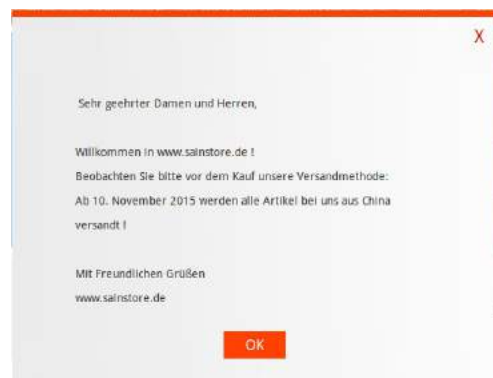 X
Sehr geehrter Damen und Herren,
Willkommen in www.sainstore.de !
Beobachten Sie bitte vor dem Kauf unsere Versandmethode:
Ab 10. November 2015 werden alle Artikel bei uns aus China
versandt !
Mit Freundlichen Grüßen
www.sainstore.de
OK